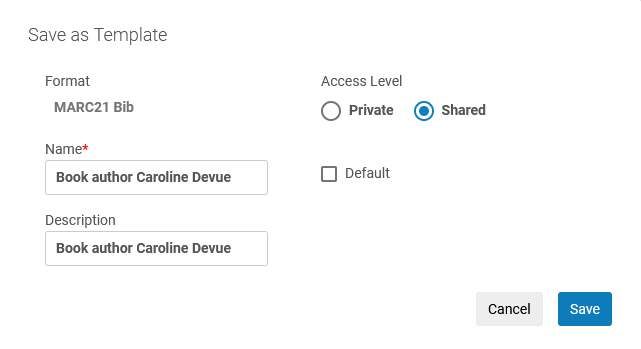 Save as Template
Format
MARC21 Bib
Access Level
Private
Shared
Name*
Book author Caroline Devue
Default
Description
Book author Caroline Devue
Cancel
Save